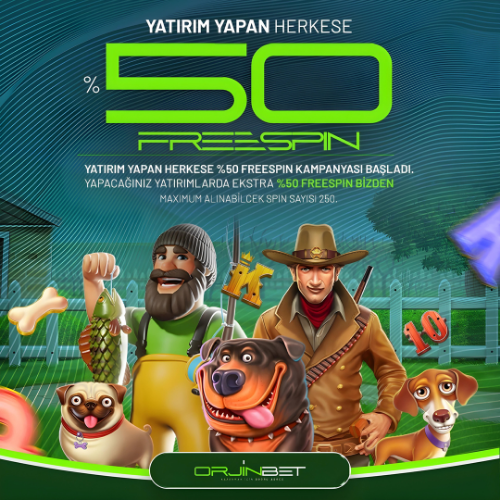 YATIRIM YAPAN HERKESE
%50
FREESPIN
YATIRIM YAPAN HERKESE %50 FREESPIN KAMPANYASI BAŞLADI.
YAPACAĞINIZ YATIRIMLARDA EKSTRA %50 FREESPIN BİZDEN
MAXIMUM ALINABİLCEK SPIN SAYISI 250.
K
A
10
ORJINBET